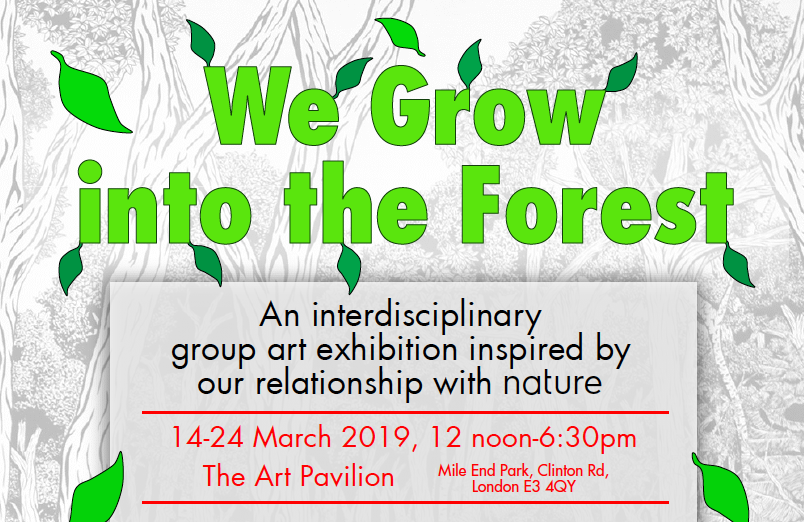 We Grow
into the Forest
An interdisciplinary
group art exhibition inspired by
our relationship with nature
14-24 March 2019, 12 noon-6:30pm
The Art Pavilion
Mile End Park, Clinton Rd,
London E3 4QY